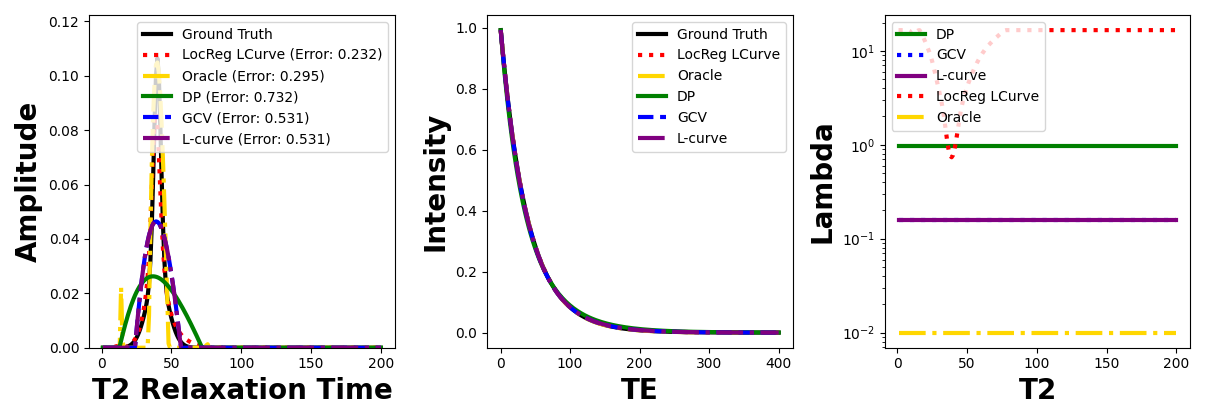 Amplitude
0.12
0.10
0.08
0.06
0.04
0.02
0.00
Ground Truth
LocReg LCurve (Error: 0.232)
Oracle (Error: 0.295)
DP (Error: 0.732)
GCV (Error: 0.531)
L-curve (Error: 0.531)
0 50 100 150 200
T2 Relaxation Time
Intensity
1.0
0.8
0.6
0.4
0.2
0.0
Ground Truth
LocReg LCurve
Oracle
DP
GCV
L-curve
0 100 200 300 400
TE
Lambda
10¹
10⁰
10⁻¹
10⁻²
DP
GCV
L-curve
LocReg LCurve
Oracle
0 50 100 150 200
T2